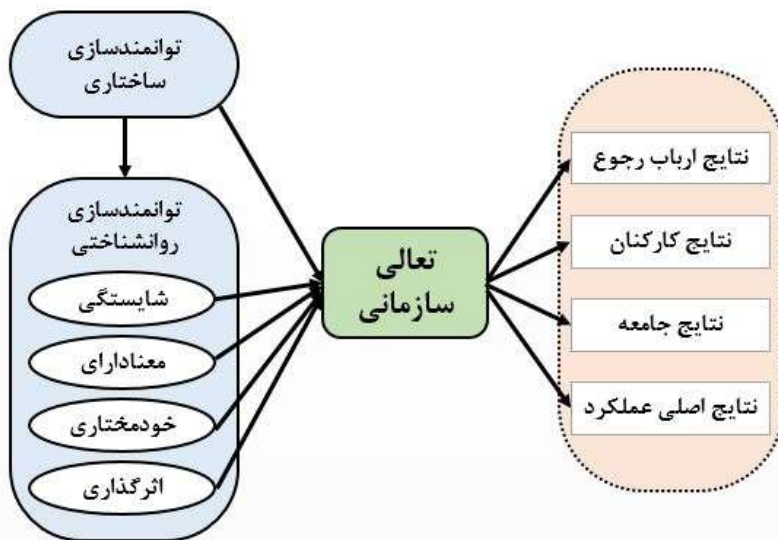 توانمندسازی
ساختاری
توانمندسازی
روانشناختی
شایستگی
معنادارای
خودمختاری
اثرگذاری
تعالی
سازمانی
نتایج ارباب رجوع
نتایج کارکنان
نتایج جامعه
نتایج اصلی عملکرد